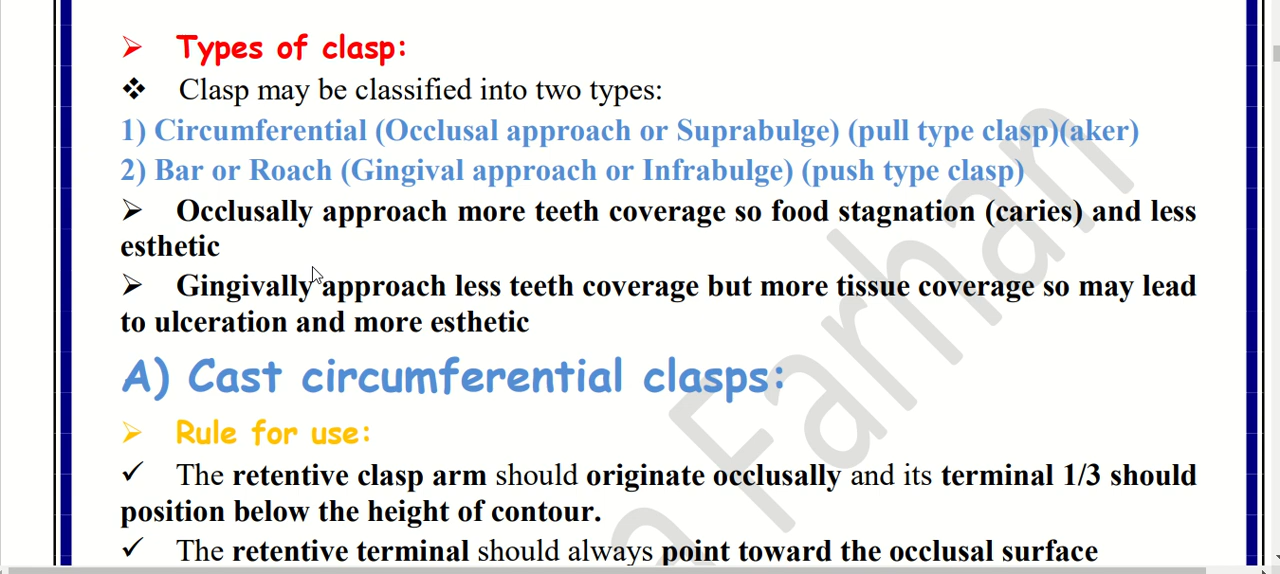 Types of clasp:
Clasp may be classified into two types:
1) Circumferential (Occlusal approach or Suprabulge) (pull type clasp)(aker)
2) Bar or Roach (Gingival approach or Infrabulge) (push type clasp)
Occlusally approach more teeth coverage so food stagnation (caries) and less
esthetic
Gingivally approach less teeth coverage but more tissue coverage so may lead
to ulceration and more esthetic
A) Cast circumferential clasps:
Rule for use:
The retentive clasp arm should originate occlusally and its terminal 1/3 should
position below the height of contour.
The retentive terminal should always point toward the occlusal surface
Farhan